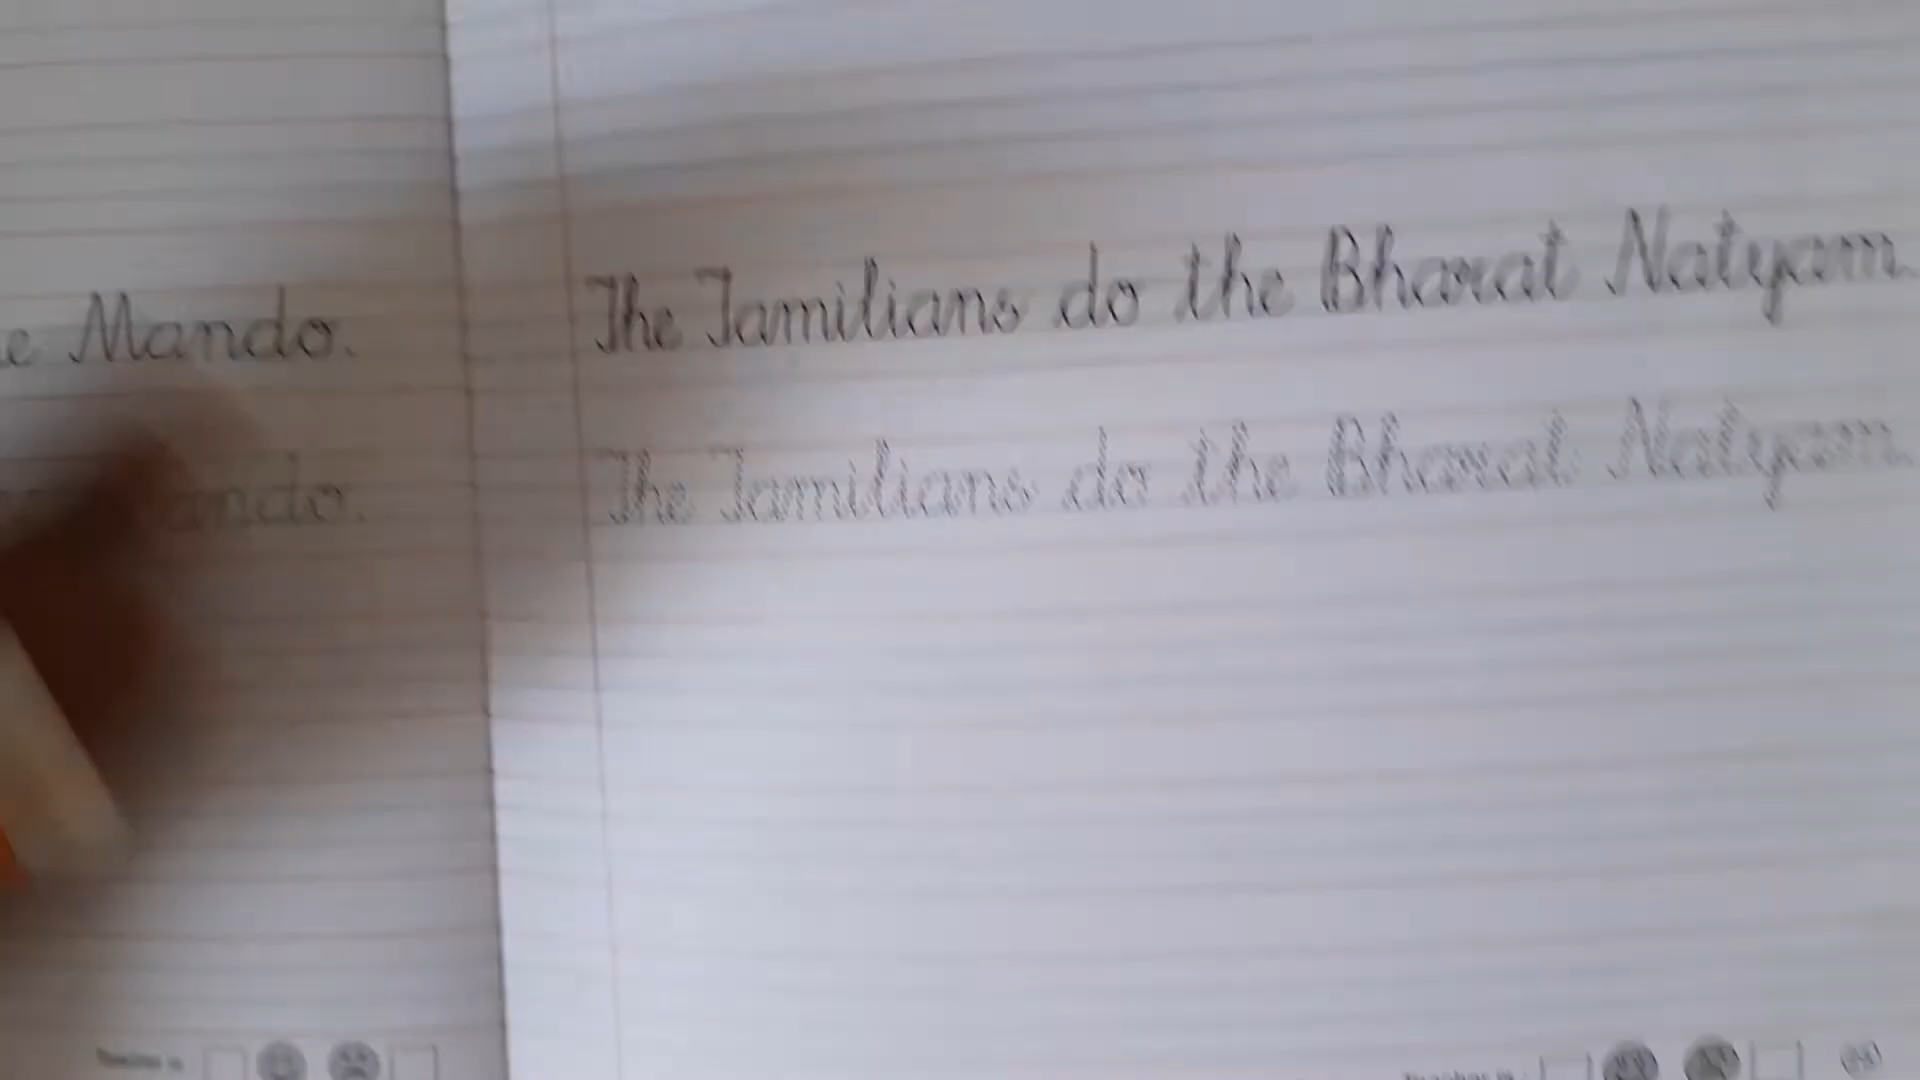 e Mando.
ando.
The Tamilians do the Bharat Natyam.
The Tamilians do the Bharat Natyam.